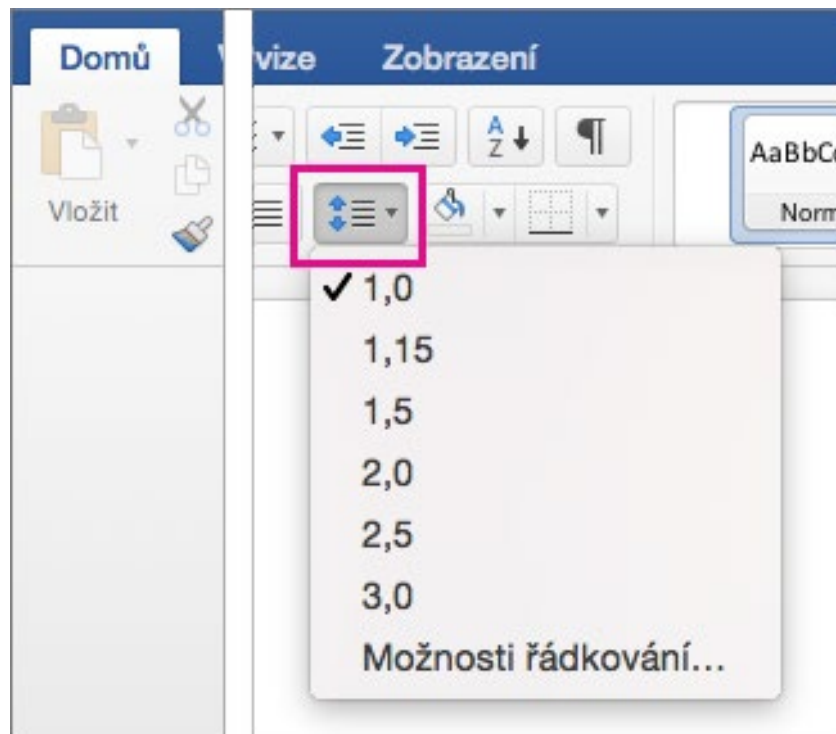 Domů
vize Zobrazení
Vložit
A
Z
¶
AaBbC
Norm
✓ 1,0
1,15
1,5
2,0
2,5
3,0
Možnosti řádkování...